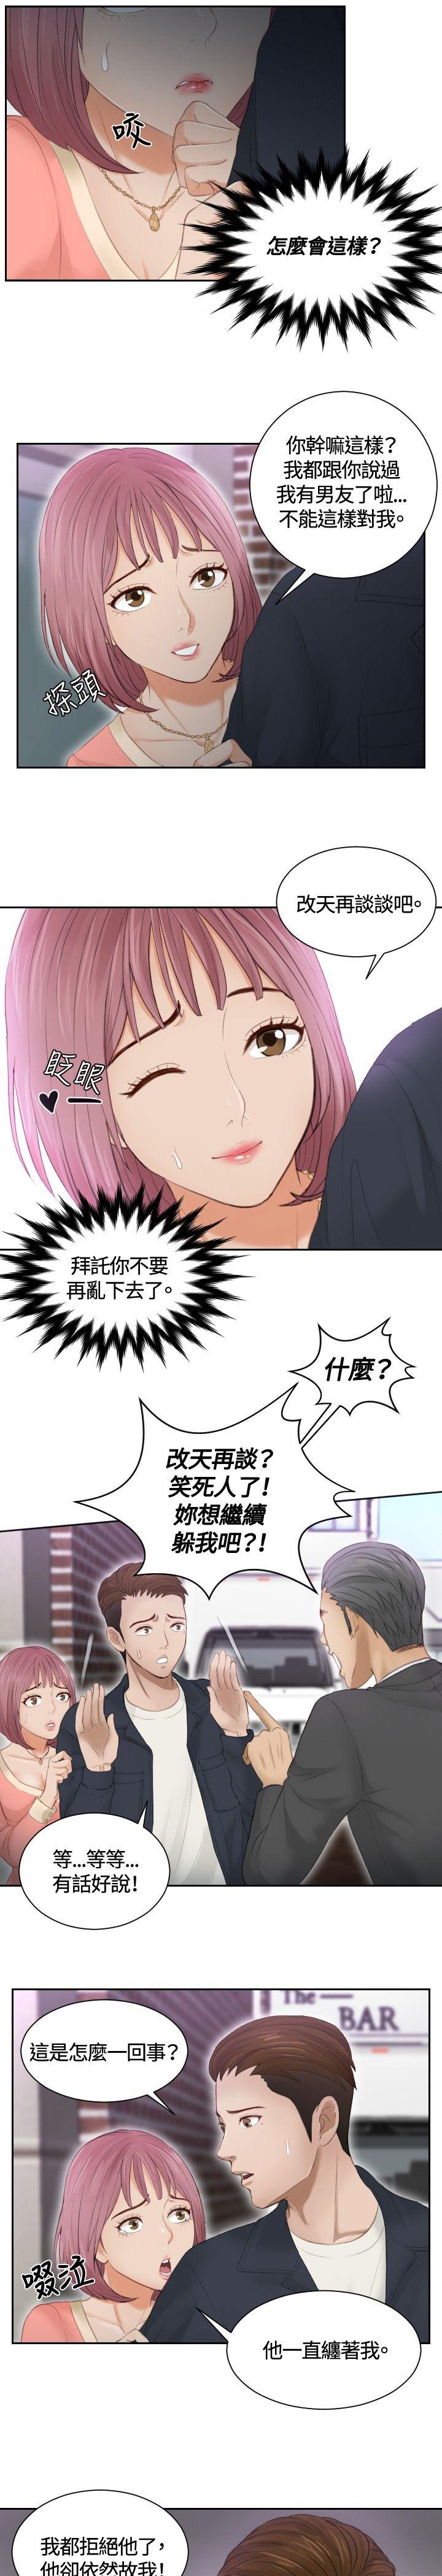 咬
怎麼會這樣？
你幹嘛這樣？
我都跟你說過
我有男友了啦...
不能這樣對我。
探頭
改天再談談吧。
眨眼
拜託你不要
再亂下去了。
什麼？
改天再談？
笑死人了！
妳想繼續
躲我吧？！
等...等等...
有話好說！
The
BAR
這是怎麼一回事？
啜泣
他一直纏著我。
我都拒絕他了，
他卻依然故我！